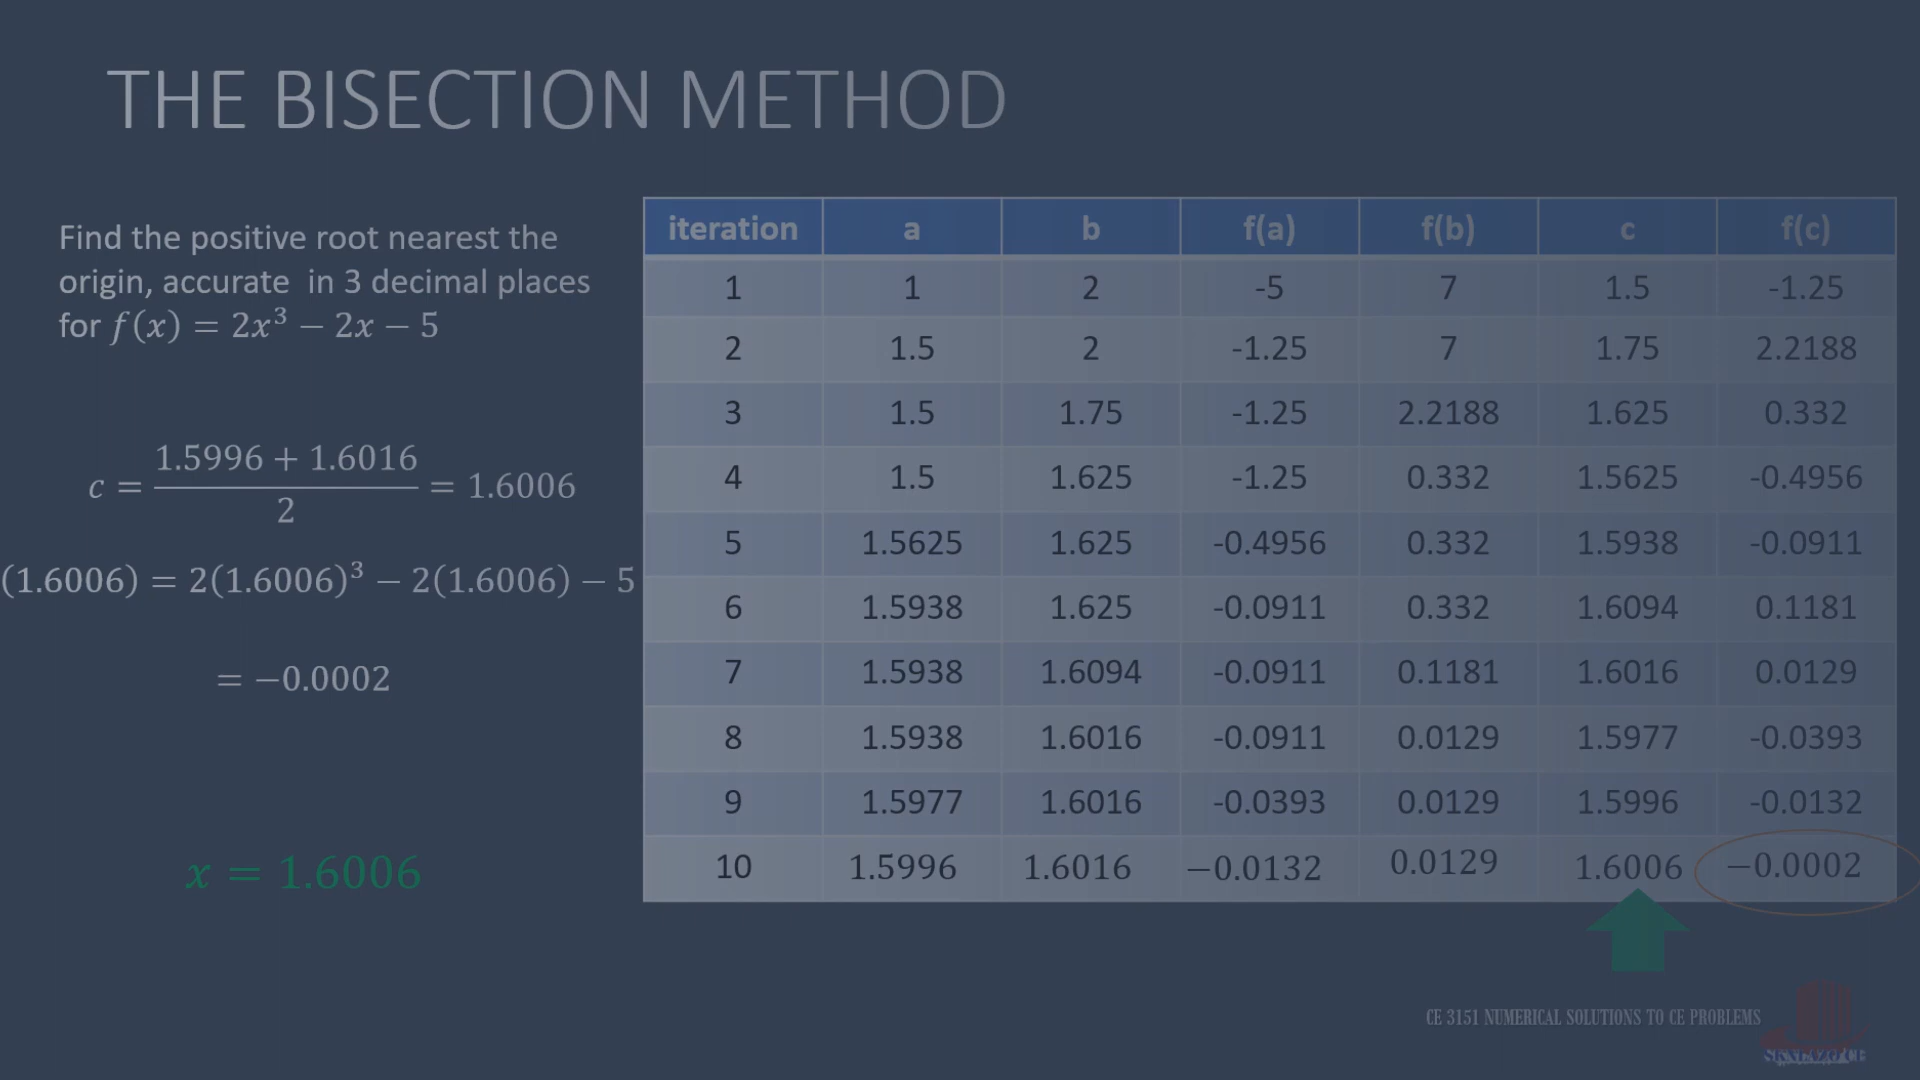 THE BISECTION METHOD
Find the positive root nearest the
origin, accurate in 3 decimal places
for f(x) = 2x³ − 2x − 5
c = (1.5996 + 1.6016)/2 = 1.6006
(1.6006) = 2(1.6006)³ − 2(1.6006) − 5
= −0.0002
x = 1.6006
iteration a b f(a) f(b) c f(c)
1 1 2 -5 7 1.5 -1.25
2 1.5 2 -1.25 7 1.75 2.2188
3 1.5 1.75 -1.25 2.2188 1.625 0.332
4 1.5 1.625 -1.25 0.332 1.5625 -0.4956
5 1.5625 1.625 -0.4956 0.332 1.5938 -0.0911
6 1.5938 1.625 -0.0911 0.332 1.6094 0.1181
7 1.5938 1.6094 -0.0911 0.1181 1.6016 0.0129
8 1.5938 1.6016 -0.0911 0.0129 1.5977 -0.0393
9 1.5977 1.6016 -0.0393 0.0129 1.5996 -0.0132
10 1.5996 1.6016 −0.0132 0.0129 1.6006 −0.0002
CE 3151 NUMERICAL SOLUTIONS TO CE PROBLEMS